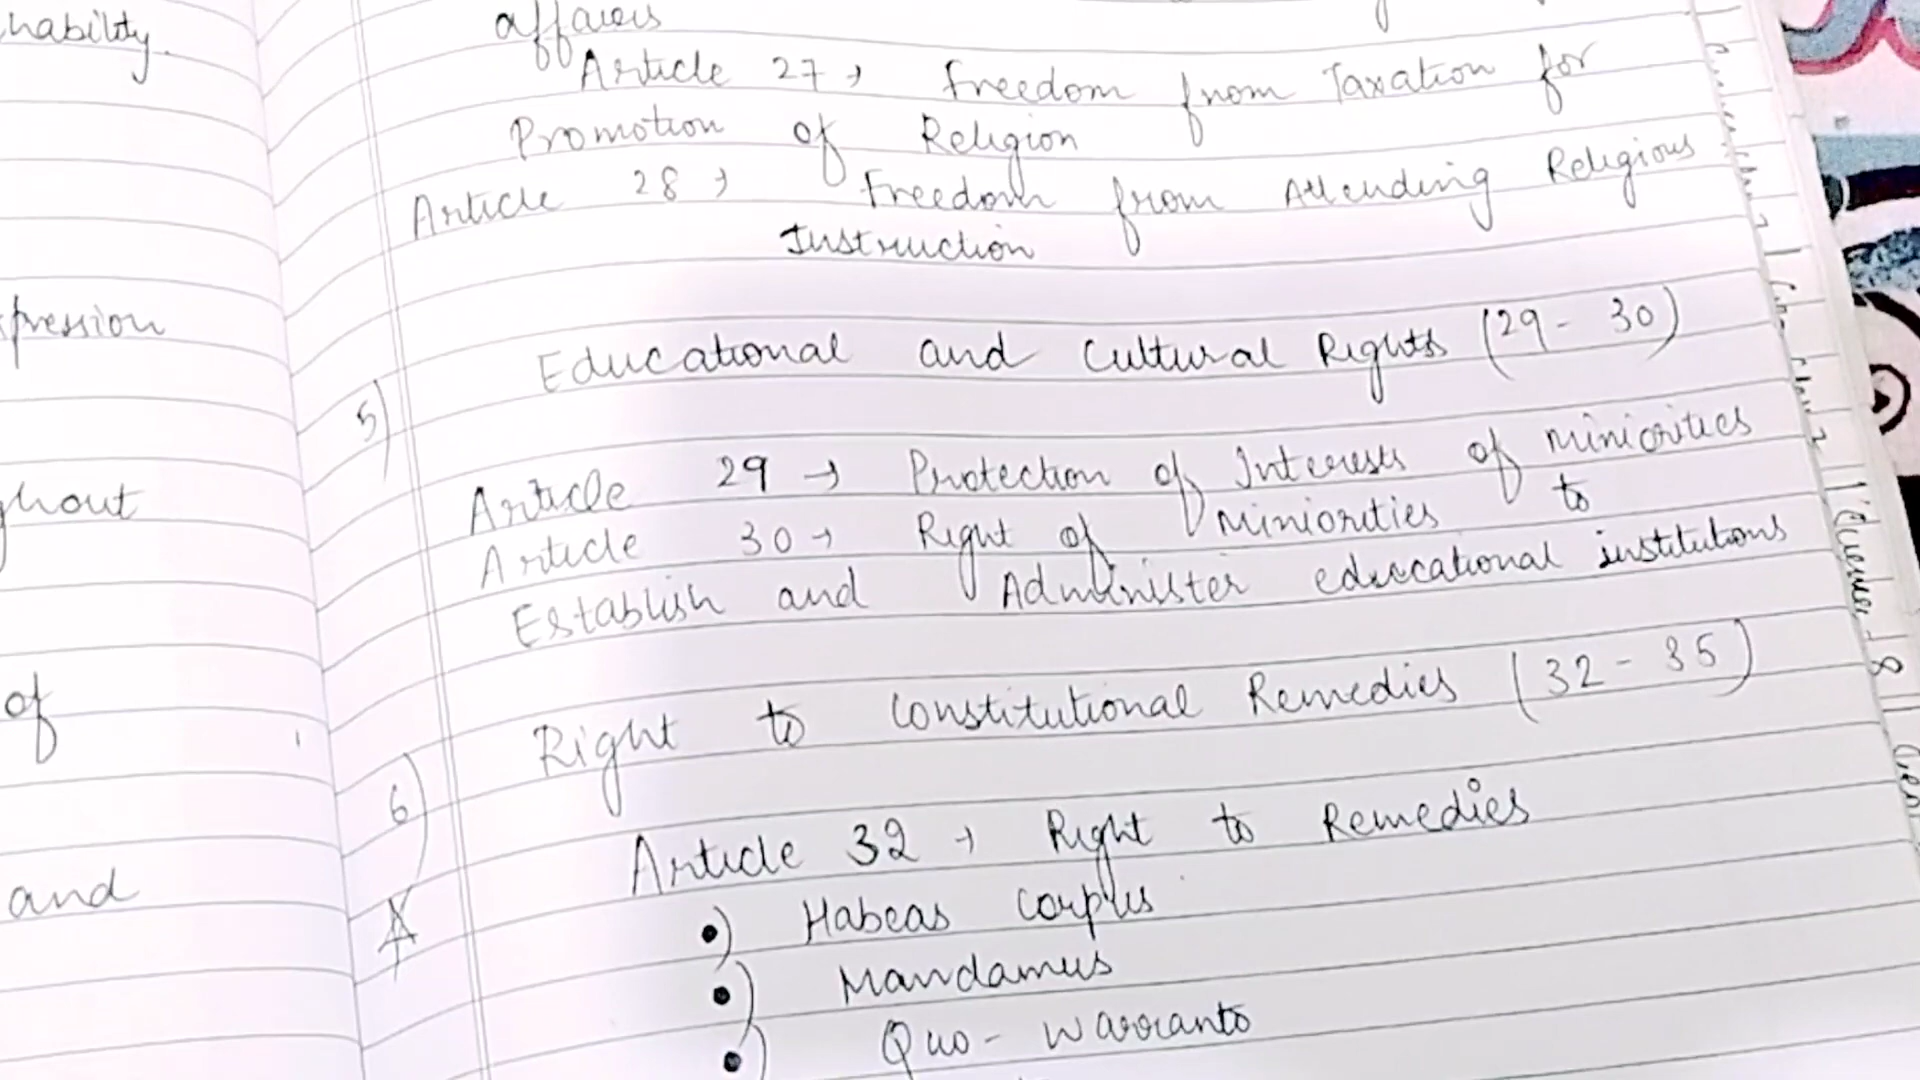 hability.
pression
ghout
of
and
affairs
Article 27 → Freedom from Taxation for
Promotion of Religion
Article 28 → Freedom from Attending Religious
Instruction
5) Educational and Cultural Rights (29 - 30)
Article 29 → Protection of Interests of miniorities
Article 30 → Right of miniorities to
Establish and Administer educational institutions
6) Right to Constitutional Remedies (32 - 35)
Article 32 → Right to Remedies
•) Habeas corpus
•) Mandamus
•) Quo - Warranto